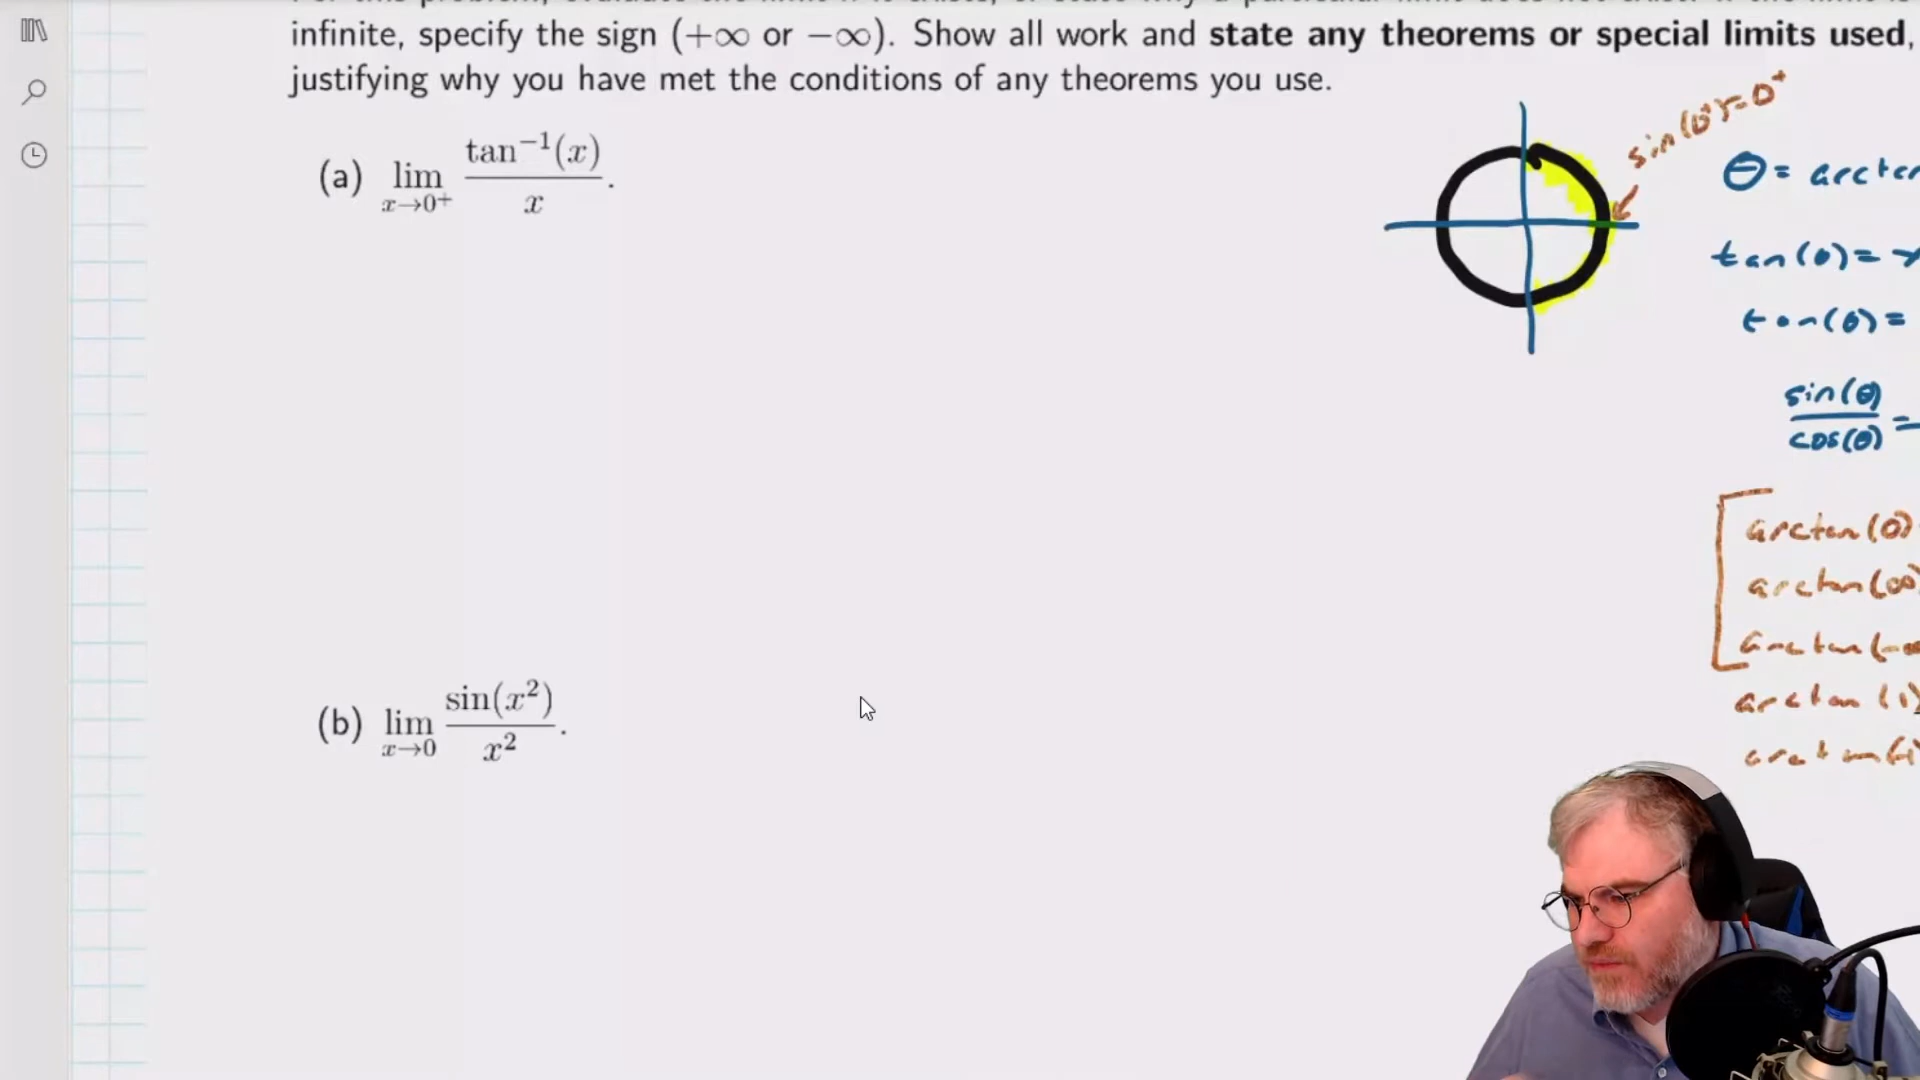 infinite, specify the sign (+∞ or −∞). Show all work and state any theorems or special limits used,
justifying why you have met the conditions of any theorems you use.
(a) lim x→0⁺ tan⁻¹(x) / x .
sin(0⁺)=0⁺
θ = arctan
tan(θ) =
tan(θ) =
sin(θ) / cos(θ) =
arctan(0)
arctan(∞)
arctan(-∞
arctan(1)
(b) lim x→0 sin(x²) / x² .